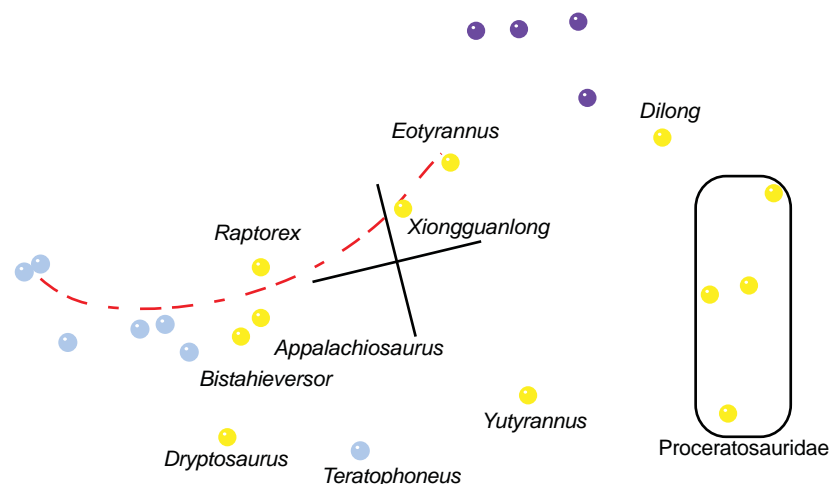 Dilong
Eotyrannus
Xiongguanlong
Raptorex
Appalachiosaurus
Bistahieversor
Yutyrannus
Proceratosauridae
Dryptosaurus
Teratophoneus